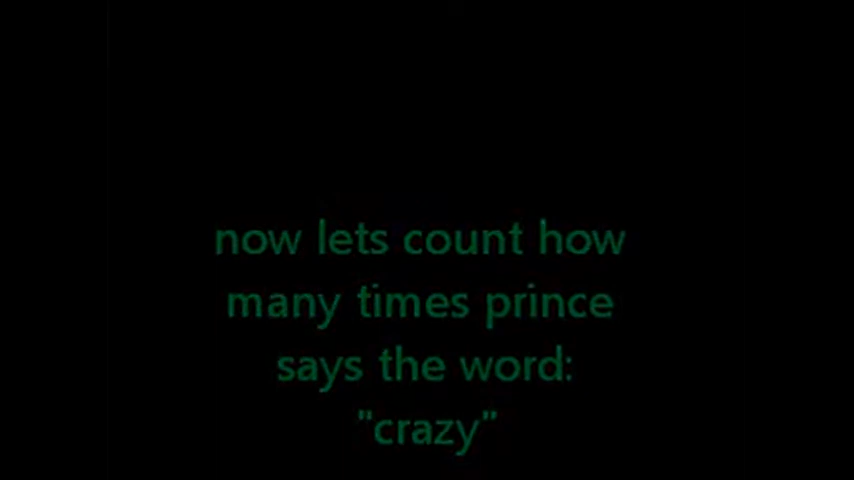 now lets count how
many times prince
says the word:
"crazy"